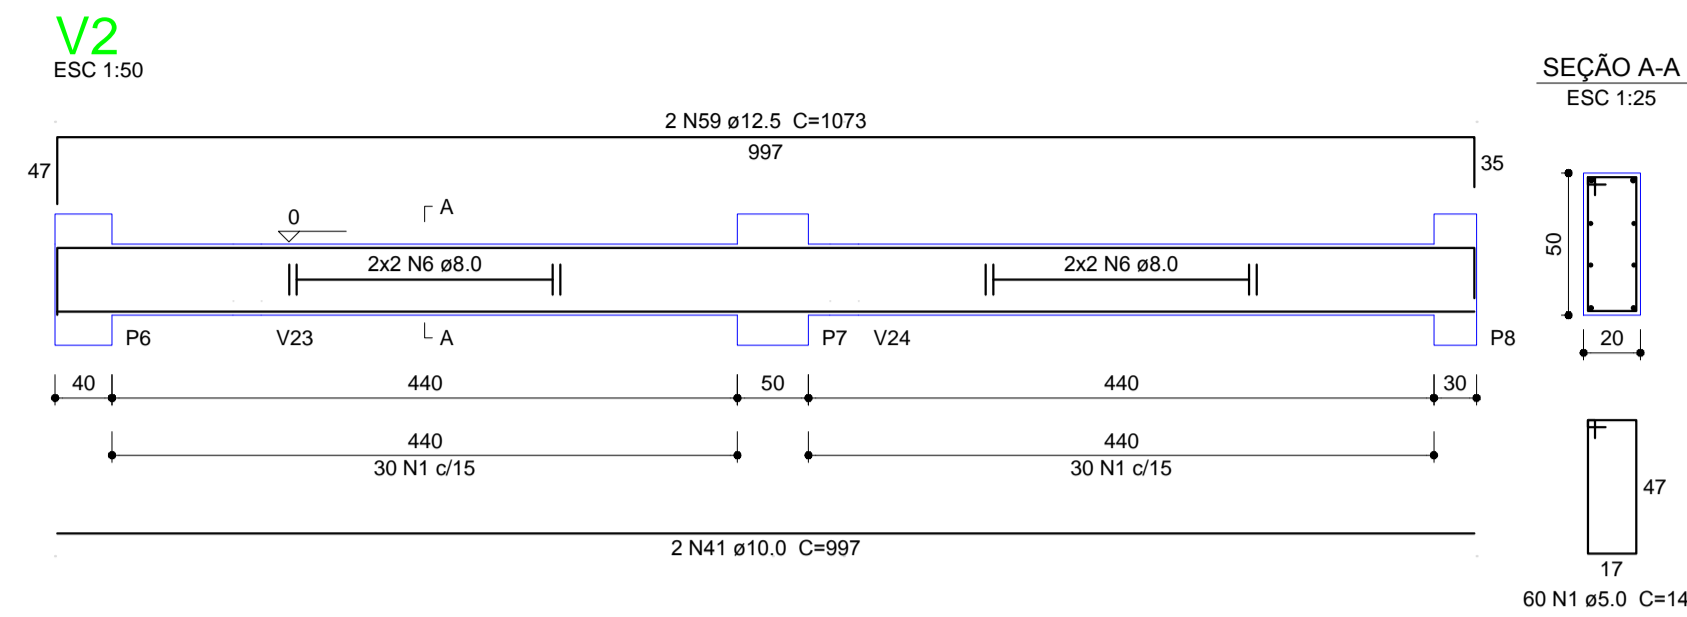 V2
ESC 1:50
SEÇÃO A-A
ESC 1:25
2 N59 ø12.5 C=1073
997
47
35
A
0
2x2 N6 ø8.0
2x2 N6 ø8.0
50
P6
V23
A
P7
V24
P8
20
40
440
50
440
30
440
440
30 N1 c/15
30 N1 c/15
47
2 N41 ø10.0 C=997
17
60 N1 ø5.0 C=14